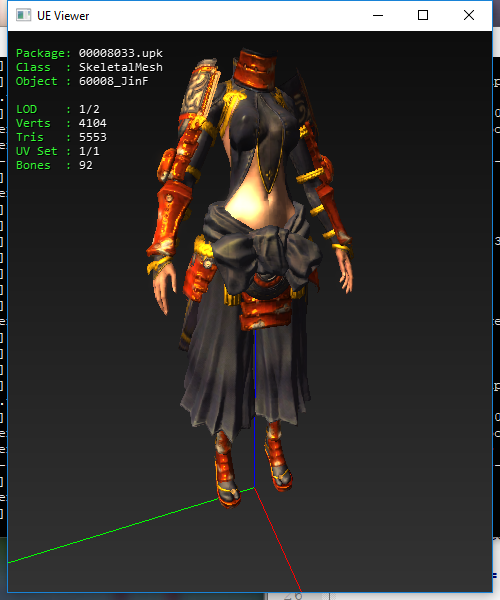 UE Viewer
Package: 00008033.upk
Class  : SkeletalMesh
Object : 60008_JinF
LOD    : 1/2
Verts  : 4104
Tris   : 5553
UV Set : 1/1
Bones  : 92